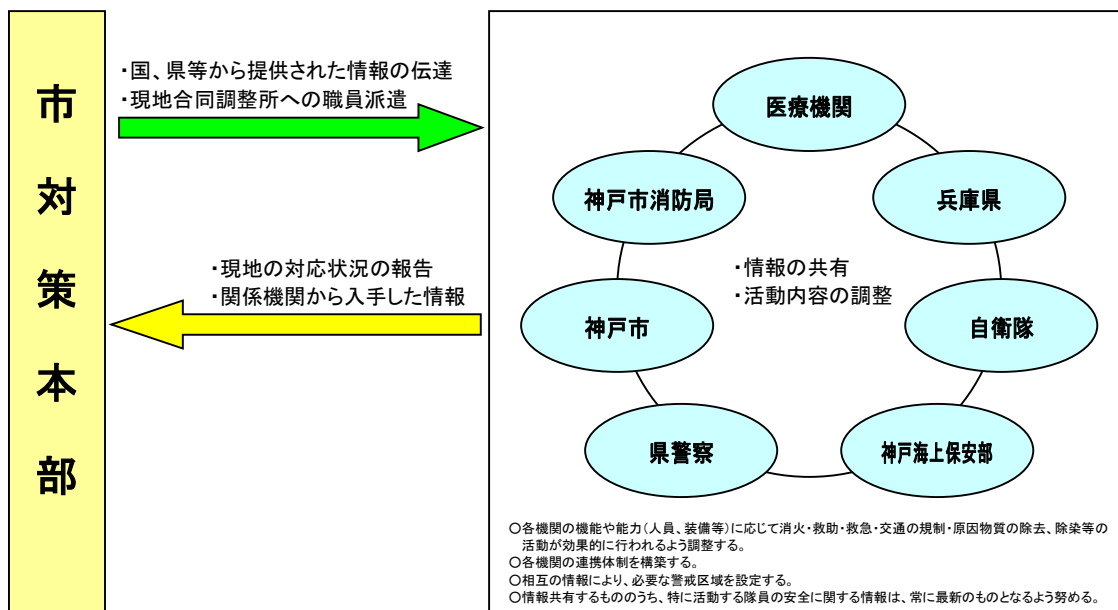 市対策本部
・国、県等から提供された情報の伝達
・現地合同調整所への職員派遣
・現地の対応状況の報告
・関係機関から入手した情報
医療機関
神戸市消防局
兵庫県
・情報の共有
・活動内容の調整
神戸市
自衛隊
県警察
神戸海上保安部
○各機関の機能や能力（人員、装備等）に応じて消火・救助・救急・交通の規制・原因物質の除去、除染等の
活動が効果的に行われるよう調整する。
○各機関の連携体制を構築する。
○相互の情報により、必要な警戒区域を設定する。
○情報共有するもののうち、特に活動する隊員の安全に関する情報は、常に最新のものとなるよう努める。